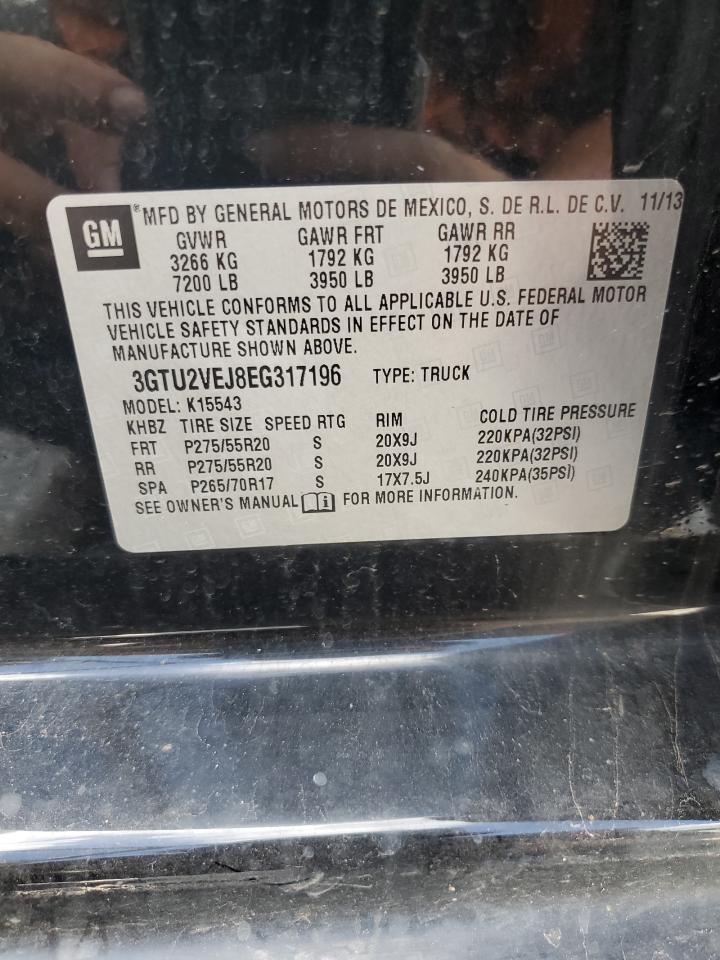 GM ® MFD BY GENERAL MOTORS DE MEXICO, S. DE R.L. DE C.V. 11/13
GVWR GAWR FRT GAWR RR
3266 KG 1792 KG 1792 KG
7200 LB 3950 LB 3950 LB
THIS VEHICLE CONFORMS TO ALL APPLICABLE U.S. FEDERAL MOTOR
VEHICLE SAFETY STANDARDS IN EFFECT ON THE DATE OF
MANUFACTURE SHOWN ABOVE.
3GTU2VEJ8EG317196 TYPE: TRUCK
MODEL: K15543
KHBZ TIRE SIZE SPEED RTG RIM COLD TIRE PRESSURE
FRT P275/55R20 S 20X9J 220KPA(32PSI)
RR P275/55R20 S 20X9J 220KPA(32PSI)
SPA P265/70R17 S 17X7.5J 240KPA(35PSI)
SEE OWNER'S MANUAL i FOR MORE INFORMATION.